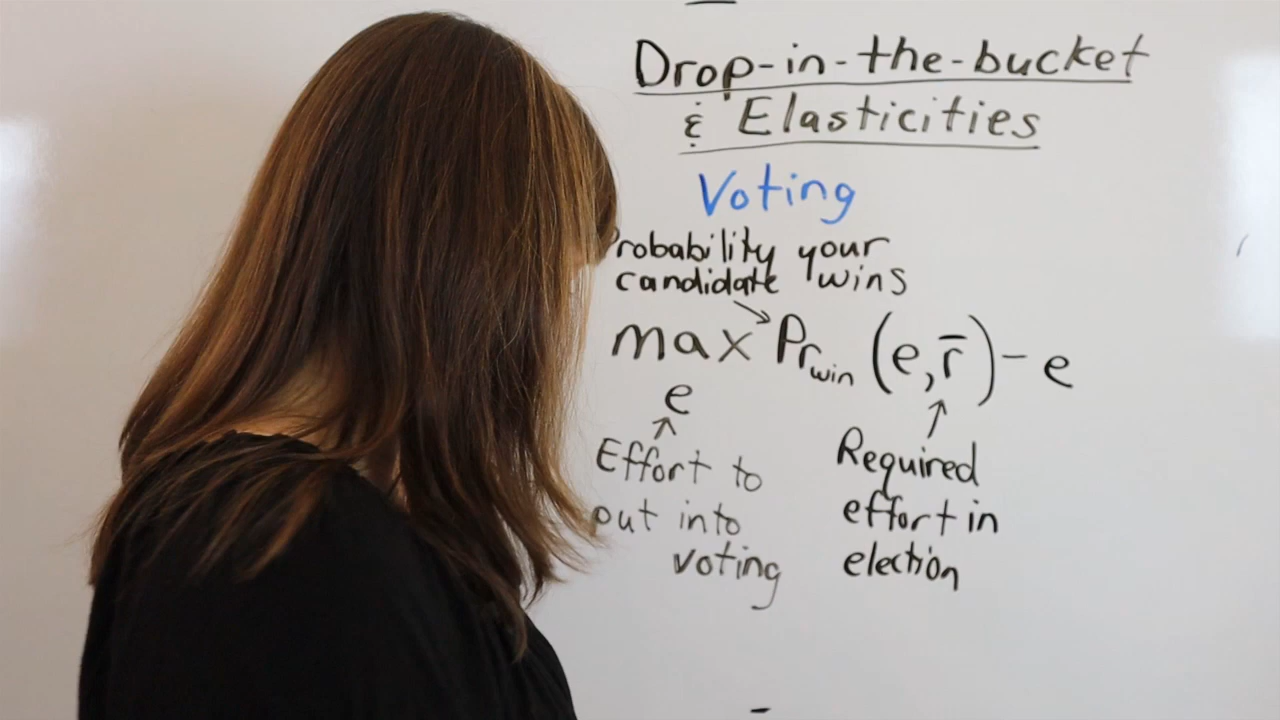 Drop-in-the-bucket
& Elasticities
Voting
Probability your
candidate wins
max Pr_win (e, r̄) - e
e
Effort to
put into
voting
Required
effort in
election